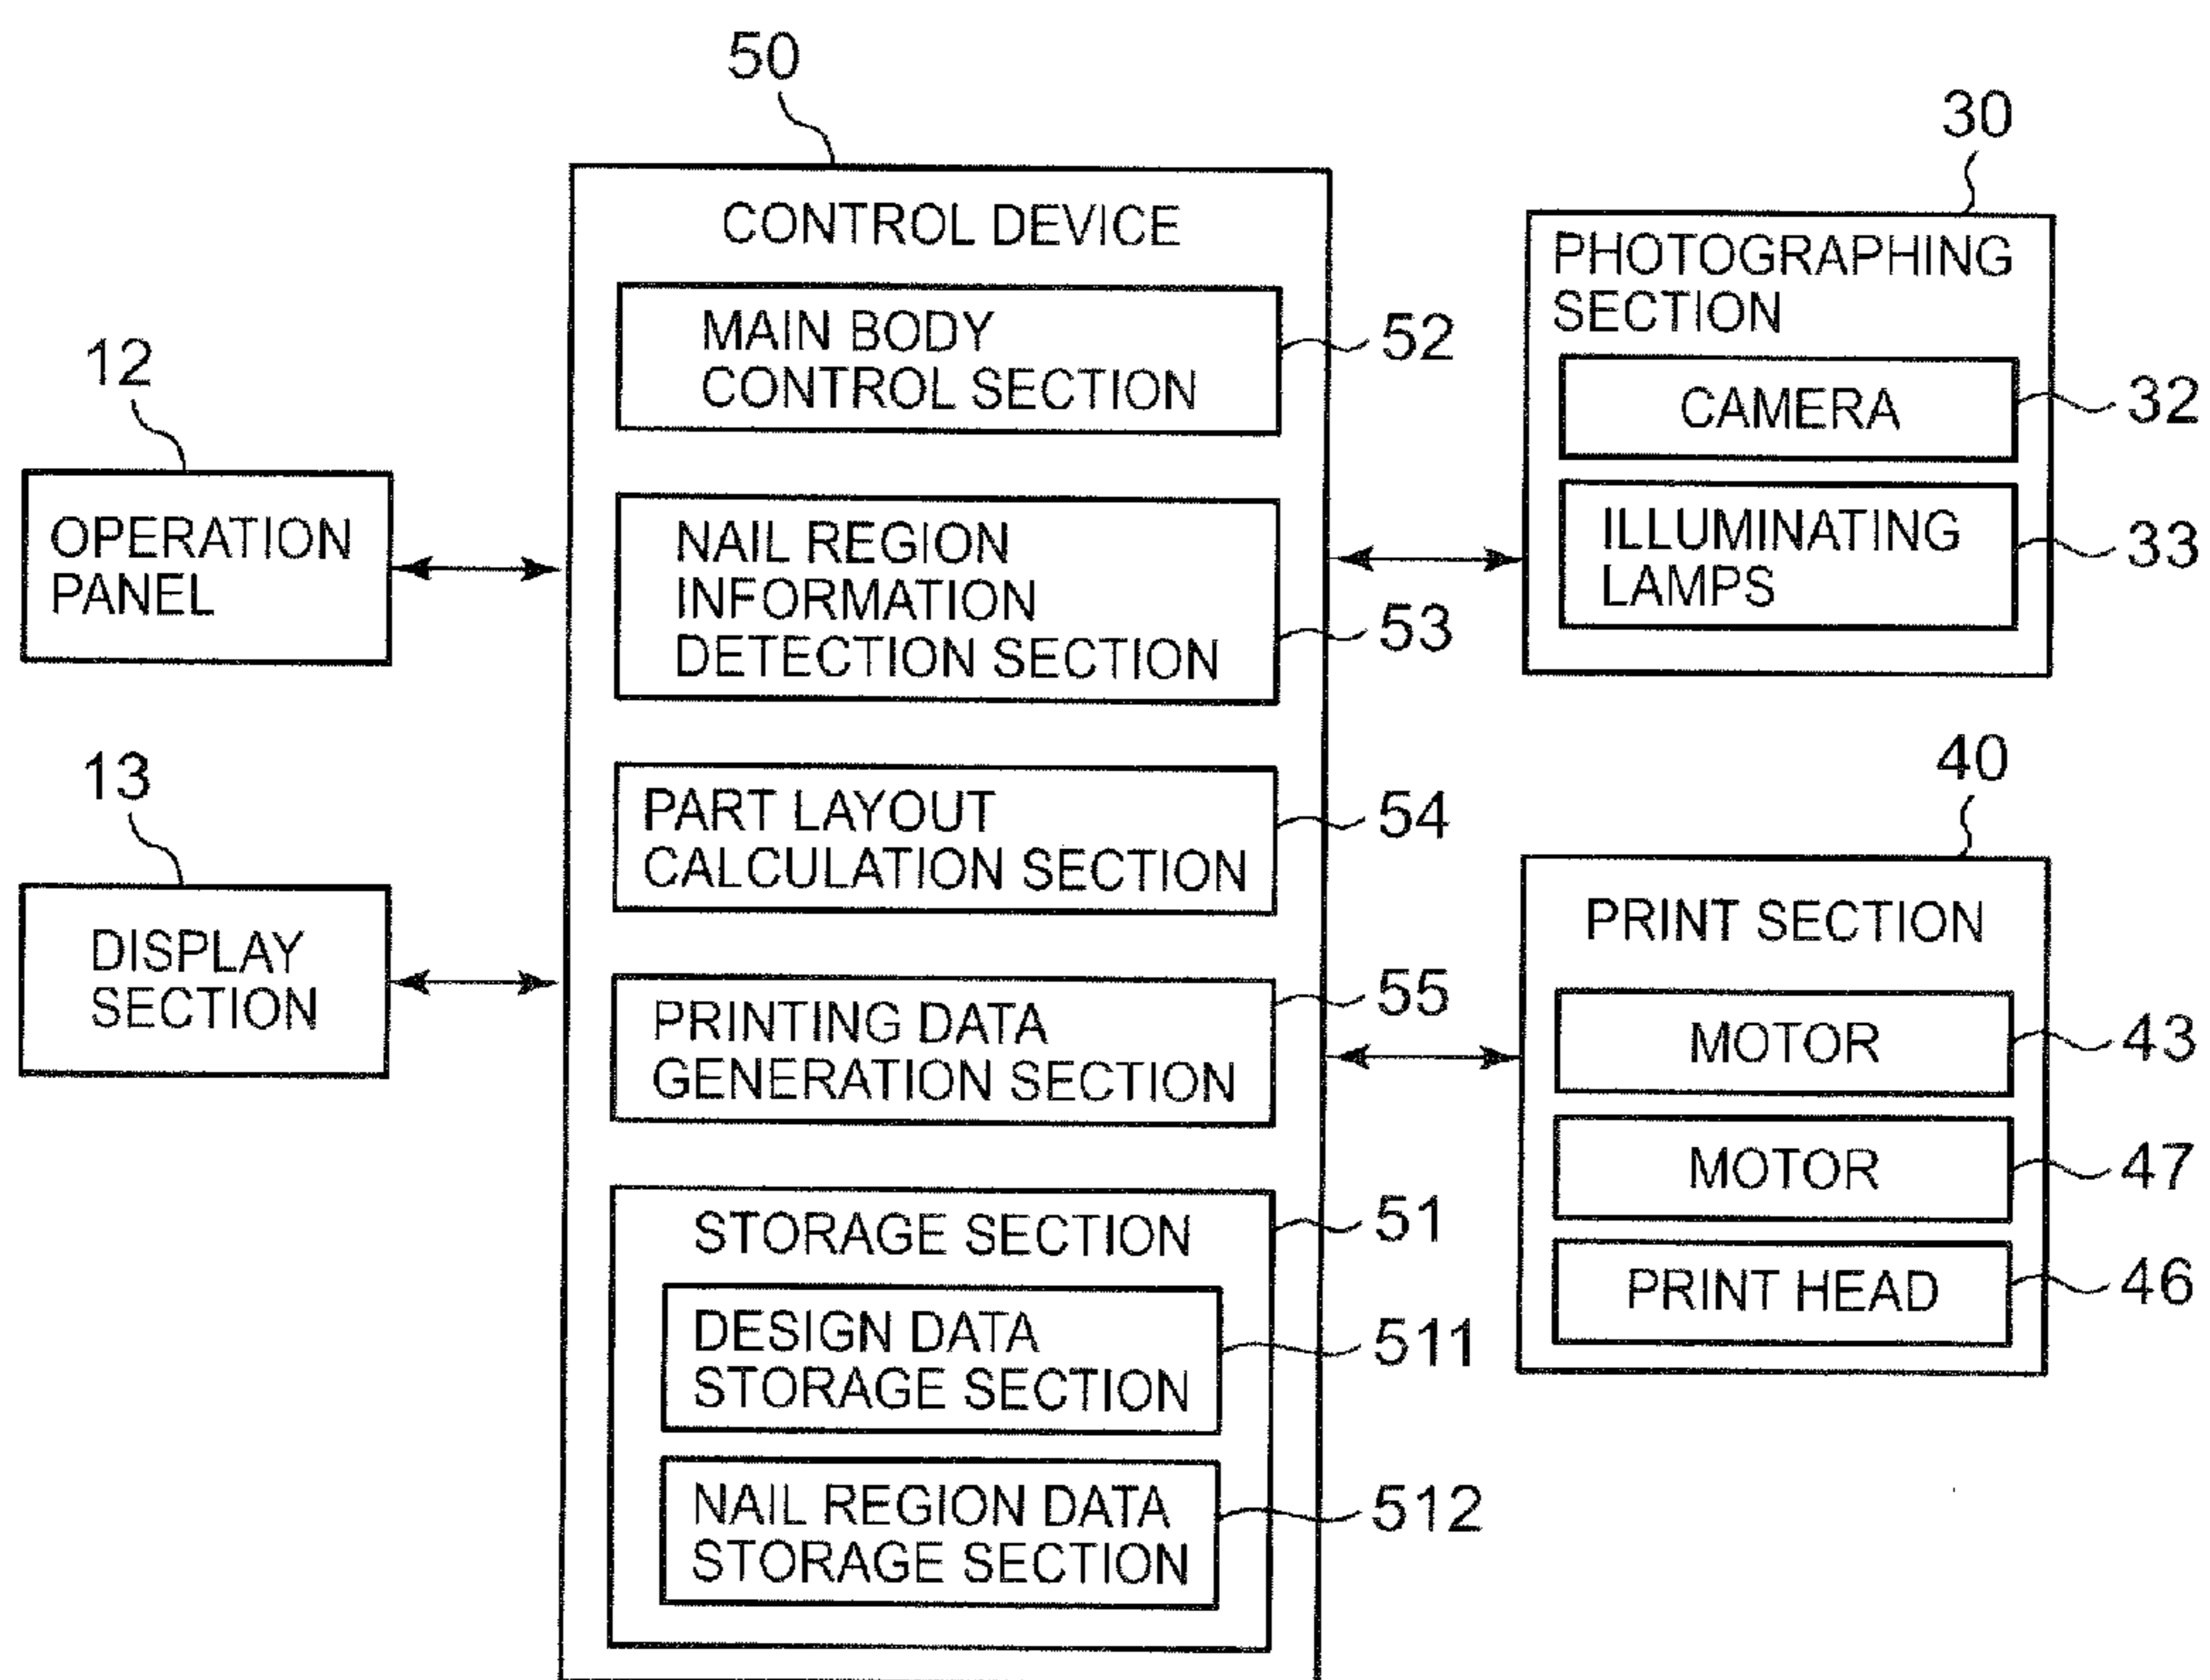 50
CONTROL DEVICE
MAIN BODY
CONTROL SECTION
52
NAIL REGION
INFORMATION
DETECTION SECTION
53
PART LAYOUT
CALCULATION SECTION
54
PRINTING DATA
GENERATION SECTION
55
STORAGE SECTION
51
DESIGN DATA
STORAGE SECTION
511
NAIL REGION DATA
STORAGE SECTION
512
12
OPERATION
PANEL
13
DISPLAY
SECTION
30
PHOTOGRAPHING
SECTION
CAMERA
32
ILLUMINATING
LAMPS
33
40
PRINT SECTION
MOTOR
43
MOTOR
47
PRINT HEAD
46